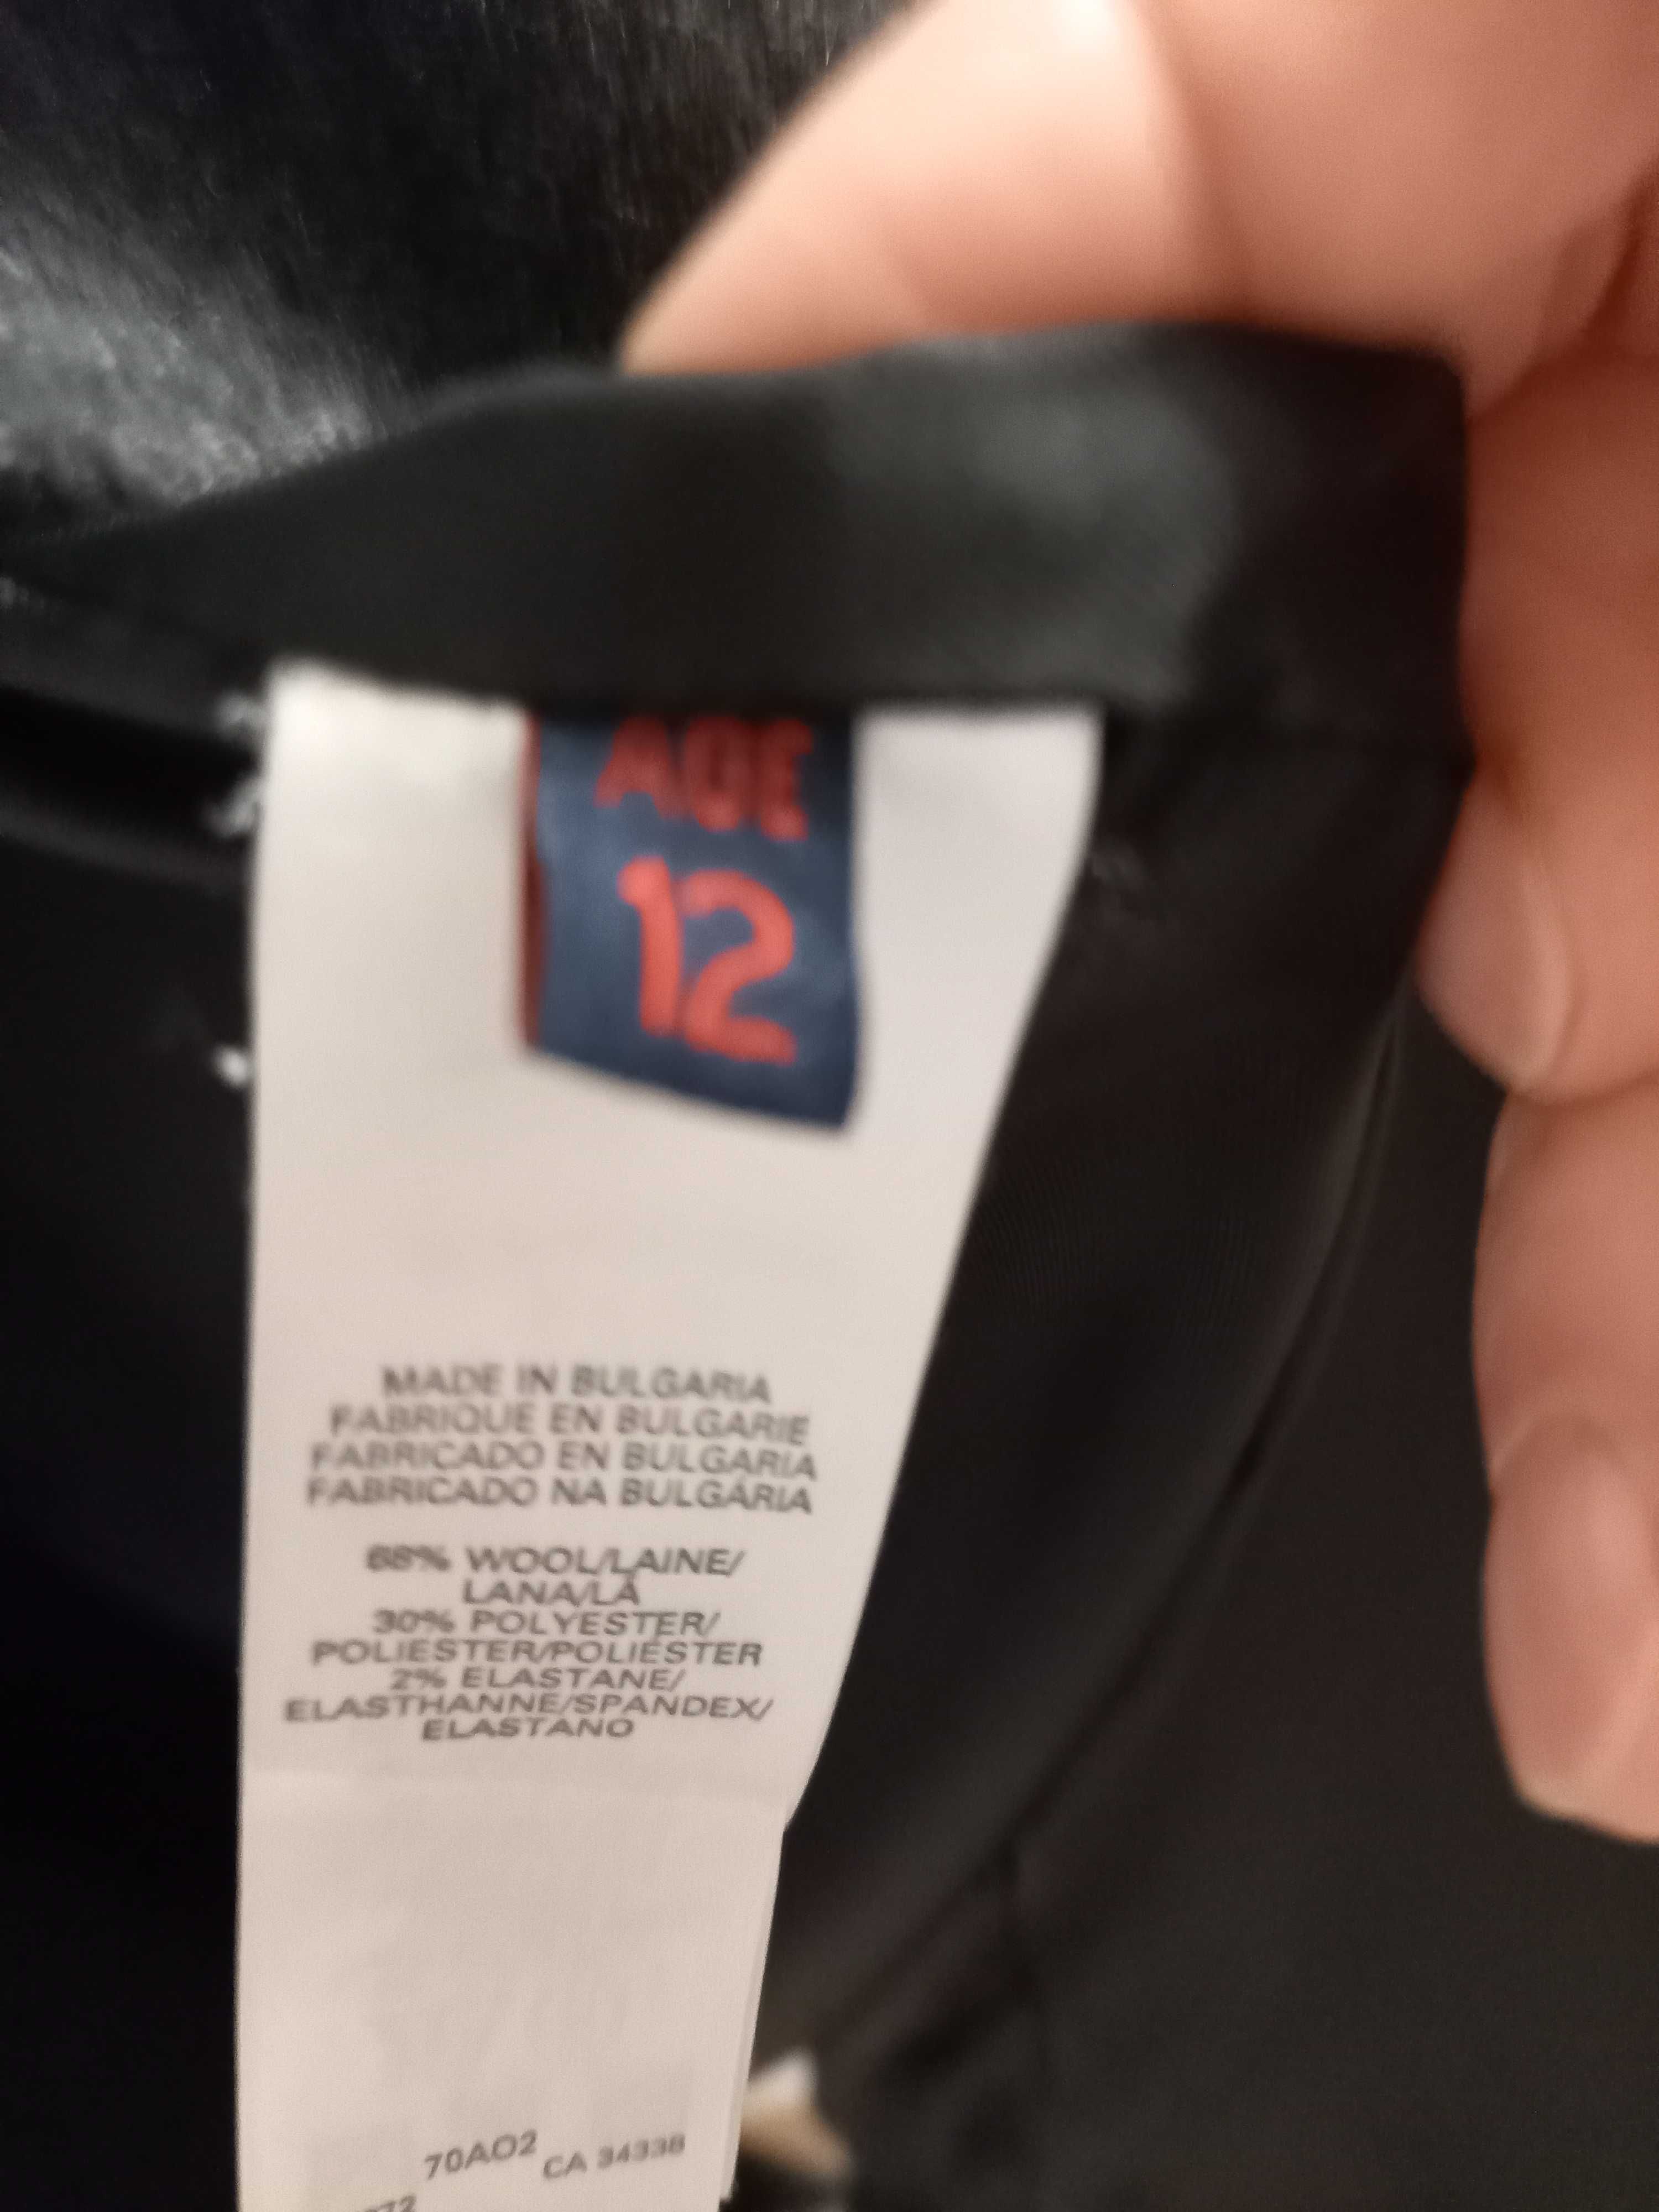 AGE
12
MADE IN BULGARIA
FABRIQUE EN BULGARIE
FABRICADO EN BULGARIA
FABRICADO NA BULGÁRIA
68% WOOL/LAINE/
LANA/LÃ
30% POLYESTER/
POLIESTER/POLIÉSTER
2% ELASTANE/
ELASTHANNE/SPANDEX/
ELASTANO
70AO2
CA 34338